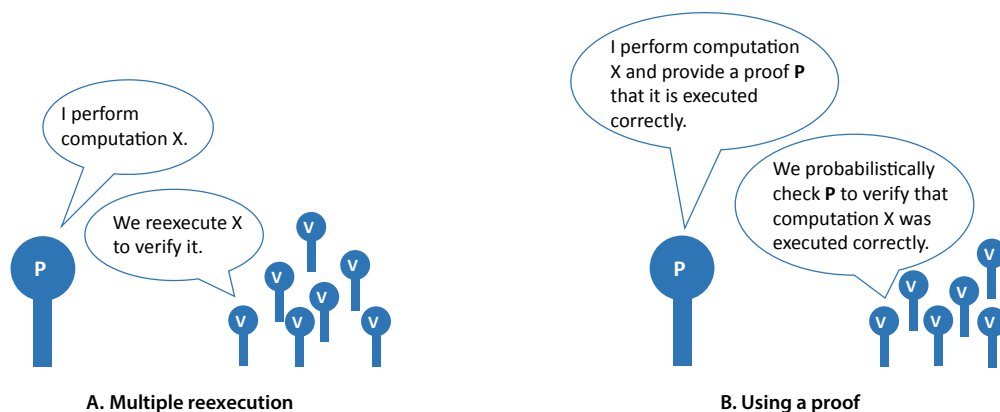 I perform
computation X.
We reexecute X
to verify it.
P
V
V
V
V
V
V
V
A. Multiple reexecution
I perform computation
X and provide a proof P
that it is executed
correctly.
We probabilistically
check P to verify that
computation X was
executed correctly.
P
V
V
V
V
V
V
B. Using a proof